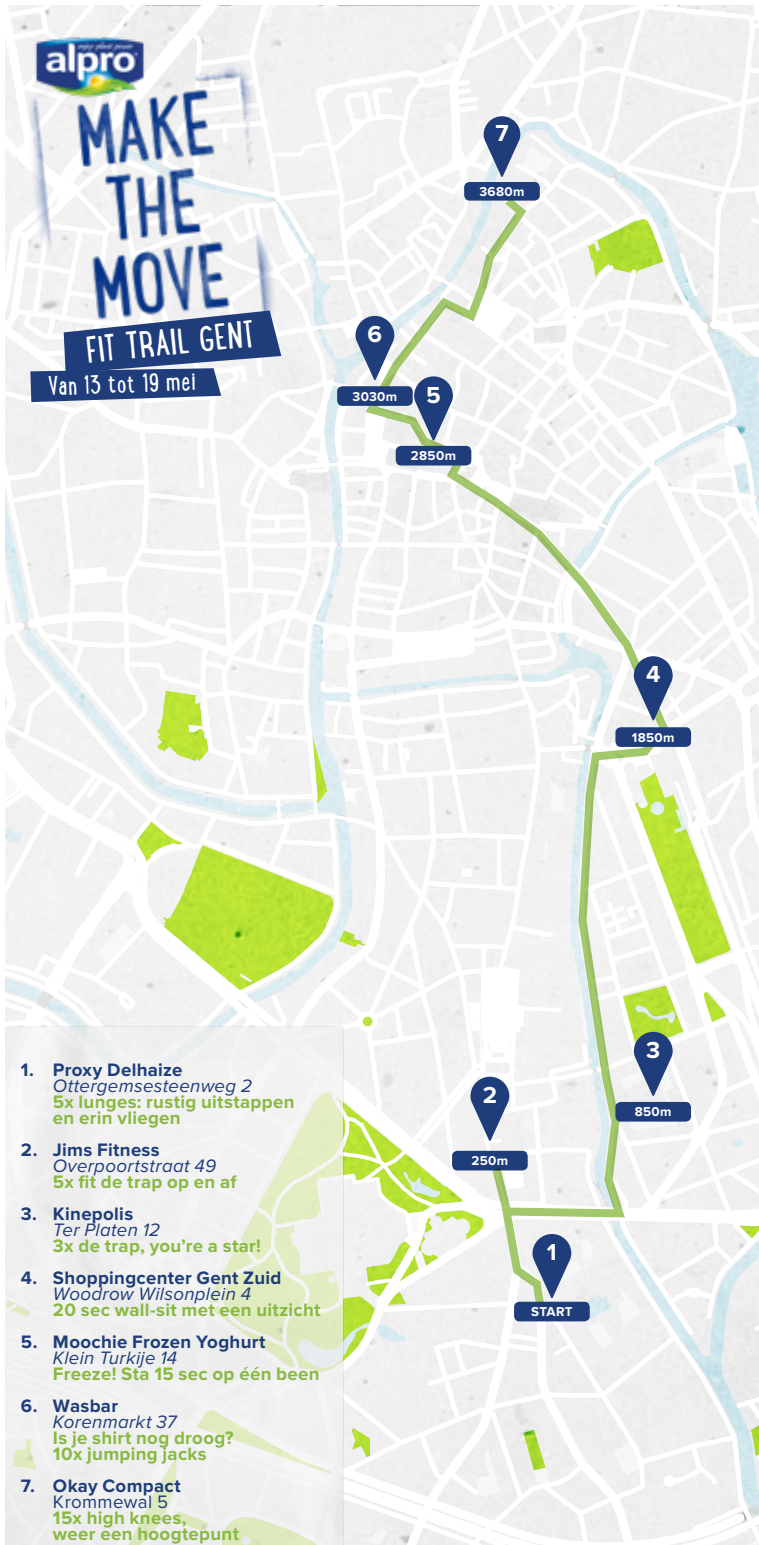 enjoy plant power
alpro
MAKE
THE
MOVE
FIT TRAIL GENT
Van 13 tot 19 mei
7
3680m
6
3030m
5
2850m
4
1850m
3
850m
2
250m
1
START
1. Proxy Delhaize
Ottergemsesteenweg 2
5x lunges: rustig uitstappen
en erin vliegen
2. Jims Fitness
Overpoortstraat 49
5x fit de trap op en af
3. Kinepolis
Ter Platen 12
3x de trap, you're a star!
4. Shoppingcenter Gent Zuid
Woodrow Wilsonplein 4
20 sec wall-sit met een uitzicht
5. Moochie Frozen Yoghurt
Klein Turkije 14
Freeze! Sta 15 sec op één been
6. Wasbar
Korenmarkt 37
Is je shirt nog droog?
10x jumping jacks
7. Okay Compact
Krommewal 5
15x high knees,
weer een hoogtepunt